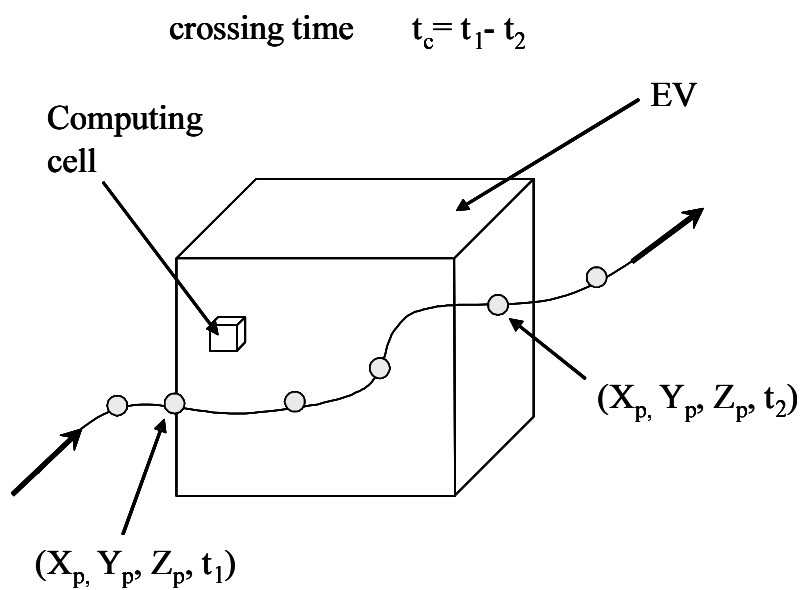 crossing time t_c= t_1- t_2
EV
Computing
cell
(X_p, Y_p, Z_p, t_2)
(X_p, Y_p, Z_p, t_1)